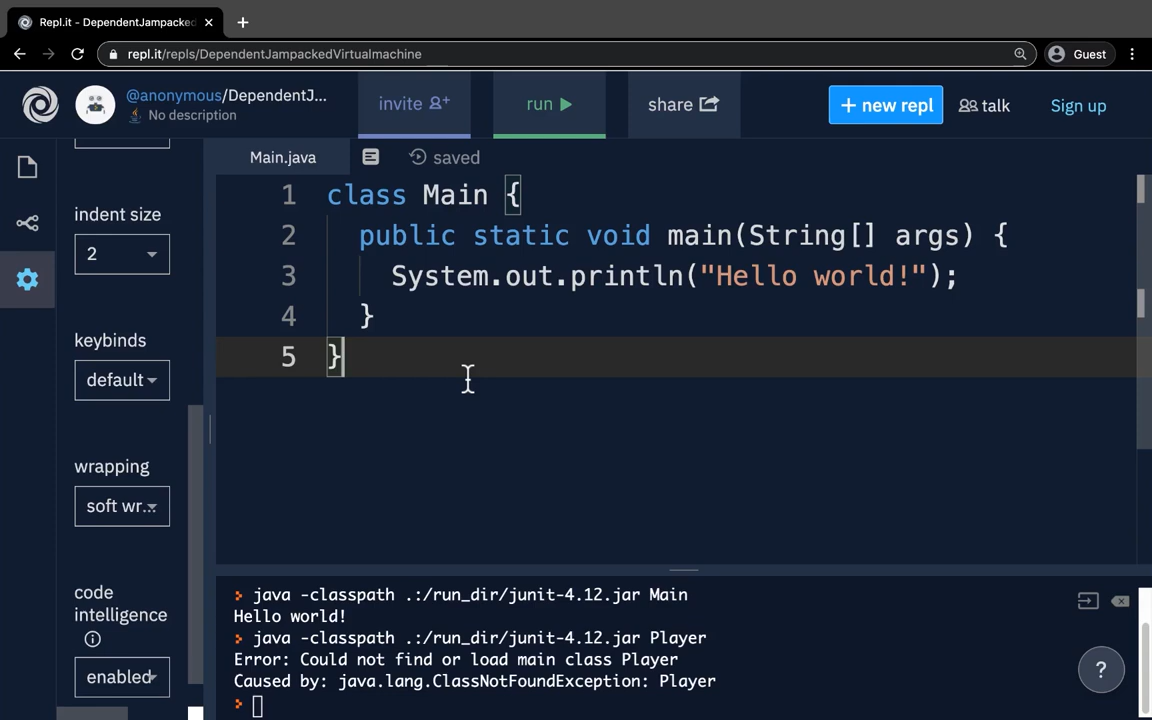 Repl.it - DependentJampacked
repl.it/repls/DependentJampackedVirtualmachine
Guest
@anonymous/DependentJ...
No description
invite
run
share
+ new repl
talk
Sign up
Main.java
saved
indent size
2
keybinds
default
wrapping
soft wr...
code
intelligence
enabled
1 class Main {
2 public static void main(String[] args) {
3 System.out.println("Hello world!");
4 }
5 }
java -classpath .:/run_dir/junit-4.12.jar Main
Hello world!
java -classpath .:/run_dir/junit-4.12.jar Player
Error: Could not find or load main class Player
Caused by: java.lang.ClassNotFoundException: Player
?